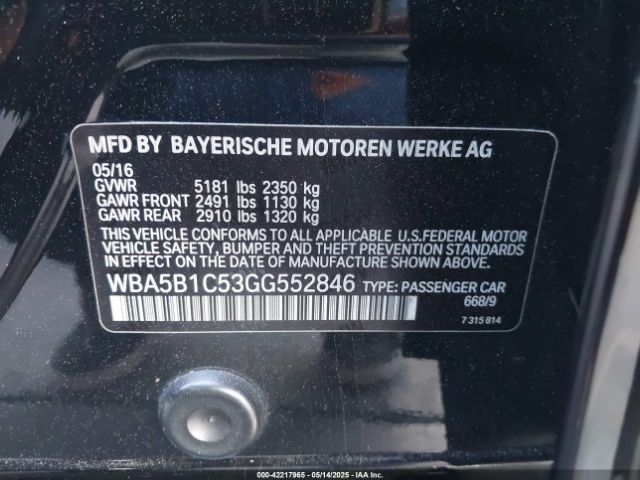 MFD BY BAYERISCHE MOTOREN WERKE AG
05/16
GVWR 5181 lbs 2350 kg
GAWR FRONT 2491 lbs 1130 kg
GAWR REAR 2910 lbs 1320 kg
THIS VEHICLE CONFORMS TO ALL APPLICABLE U.S.FEDERAL MOTOR
VEHICLE SAFETY, BUMPER AND THEFT PREVENTION STANDARDS
IN EFFECT ON THE DATE OF MANUFACTURE SHOWN ABOVE.
WBA5B1C53GG552846 TYPE: PASSENGER CAR
668/9
7 315 814
000-42217965 - 05/14/2025 - IAA Inc.